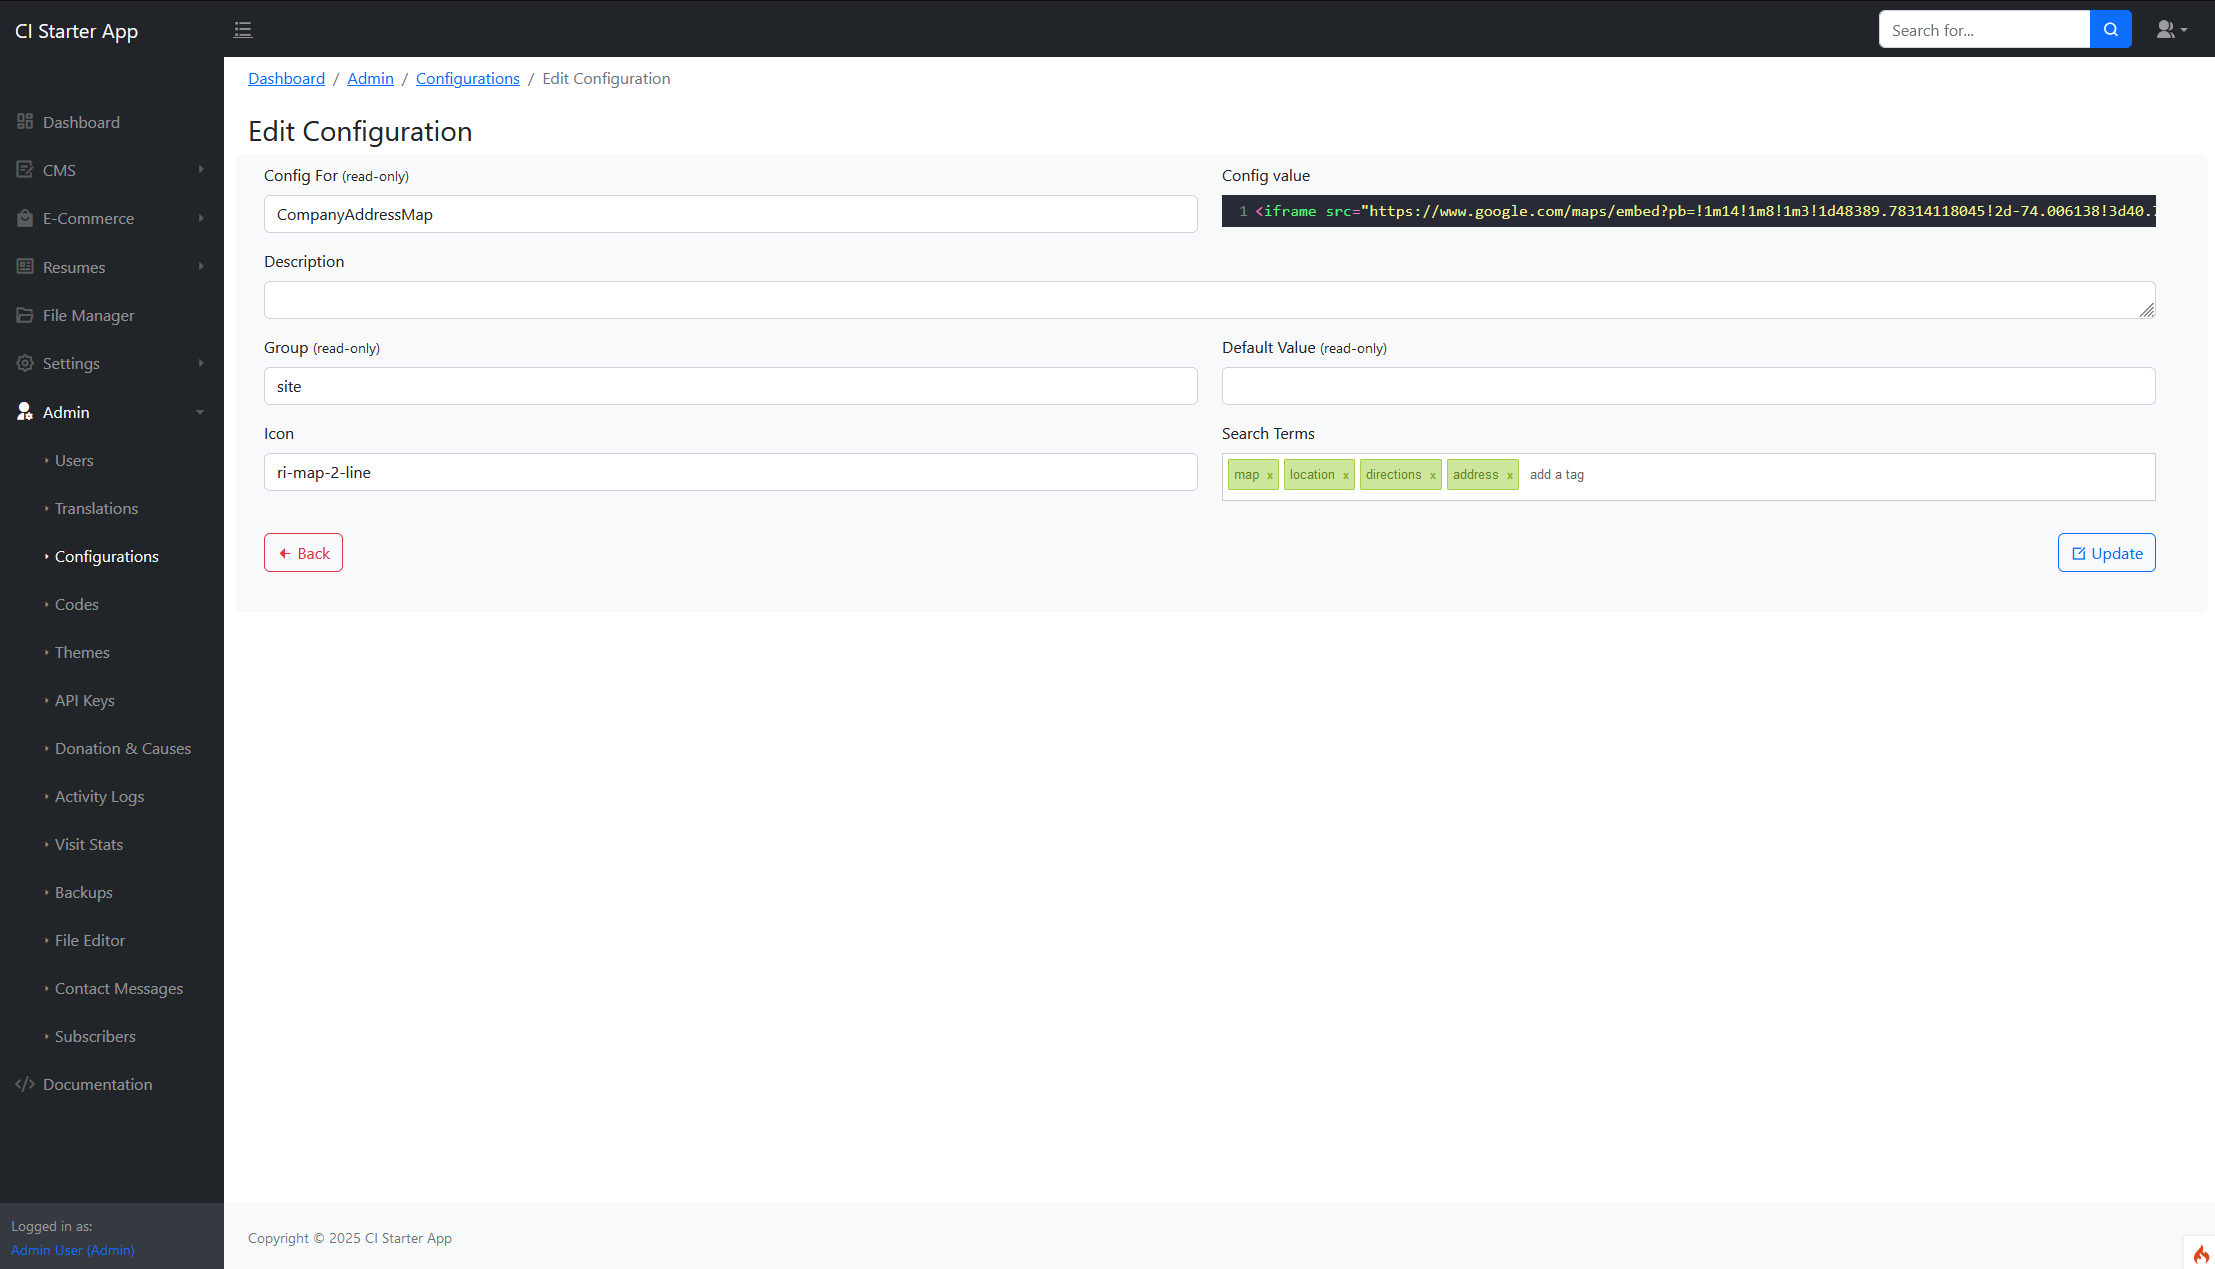 CI Starter App
Search for...
Dashboard / Admin / Configurations / Edit Configuration
Edit Configuration
Dashboard
CMS
E-Commerce
Resumes
File Manager
Settings
Admin
Users
Translations
Configurations
Codes
Themes
API Keys
Donation & Causes
Activity Logs
Visit Stats
Backups
File Editor
Contact Messages
Subscribers
Documentation
Logged in as:
Admin User (Admin)
Config For (read-only)
CompanyAddressMap
Config value
1 <iframe src="https://www.google.com/maps/embed?pb=!1m14!1m8!1m3!1d48389.78314118045!2d-74.006138!3d40.7
Description
Group (read-only)
site
Default Value (read-only)
Icon
ri-map-2-line
Search Terms
map x location x directions x address x add a tag
Back
Update
Copyright © 2025 CI Starter App